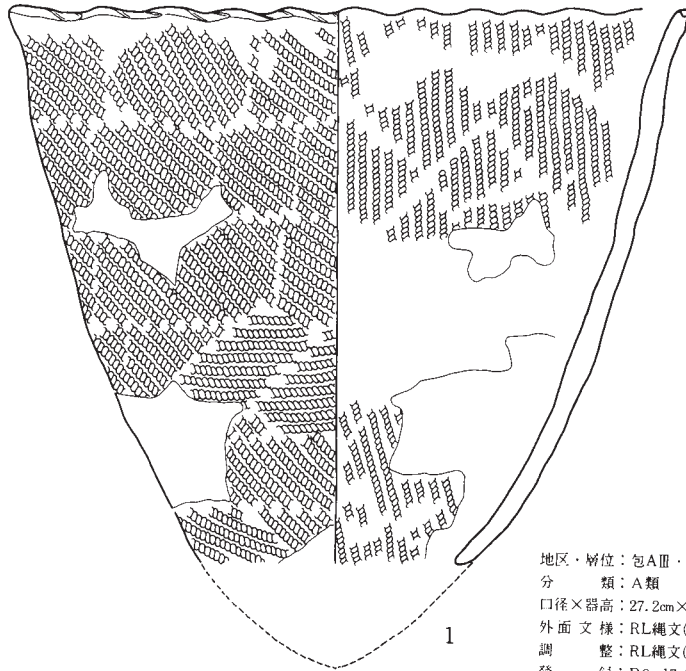 1
地区・層位：包AⅢ・
分　　類：A類
口径×器高：27.2cm×
外面文様：RL縄文(
調　　整：RL縄文(